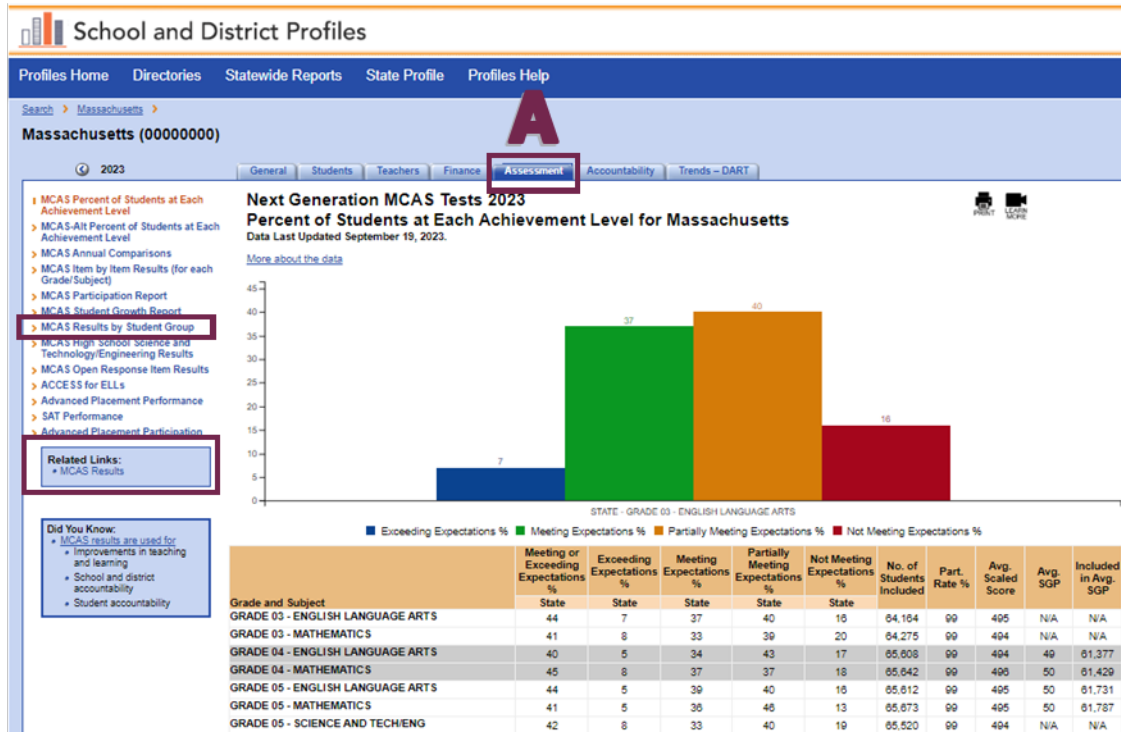 School and District Profiles
Profiles Home Directories Statewide Reports State Profile Profiles Help
Search > Massachusetts >
A
Massachusetts (00000000)
2023
General Students Teachers Finance Assessment Accountability Trends – DART
MCAS Percent of Students at Each
Achievement Level
MCAS-Alt Percent of Students at Each
Achievement Level
MCAS Annual Comparisons
MCAS Item by Item Results (for each
Grade/Subject)
MCAS Participation Report
MCAS Student Growth Report
MCAS Results by Student Group
MCAS High School Science and
Technology/Engineering Results
MCAS Open Response Item Results
ACCESS for ELLs
Advanced Placement Performance
SAT Performance
Advanced Placement Participation
Related Links:
MCAS Results
Did You Know:
MCAS results are used for
Improvements in teaching
and learning
School and district
accountability
Student accountability
Next Generation MCAS Tests 2023
Percent of Students at Each Achievement Level for Massachusetts
Data Last Updated September 19, 2023.
More about the data
PRINT
LEARN
MORE
45
40
35
30
25
20
15
10
5
0
7
37
40
16
STATE - GRADE 03 - ENGLISH LANGUAGE ARTS
Exceeding Expectations % Meeting Expectations % Partially Meeting Expectations % Not Meeting Expectations %
Grade and Subject
Meeting or
Exceeding
Expectations
%
Exceeding
Expectations
%
Meeting
Expectations
%
Partially
Meeting
Expectations
%
Not Meeting
Expectations
%
No. of
Students
Included
Part.
Rate %
Avg.
Scaled
Score
Avg.
SGP
Included
in Avg.
SGP
State State State State State
GRADE 03 - ENGLISH LANGUAGE ARTS 44 7 37 40 16 64,164 99 495 N/A N/A
GRADE 03 - MATHEMATICS 41 8 33 39 20 64,275 99 494 N/A N/A
GRADE 04 - ENGLISH LANGUAGE ARTS 40 5 34 43 17 65,608 99 494 49 61,377
GRADE 04 - MATHEMATICS 45 8 37 37 18 65,642 99 496 50 61,429
GRADE 05 - ENGLISH LANGUAGE ARTS 44 5 39 40 16 65,612 99 495 50 61,731
GRADE 05 - MATHEMATICS 41 5 36 46 13 65,673 99 495 50 61,787
GRADE 05 - SCIENCE AND TECH/ENG 42 8 33 40 19 65,520 99 494 N/A N/A